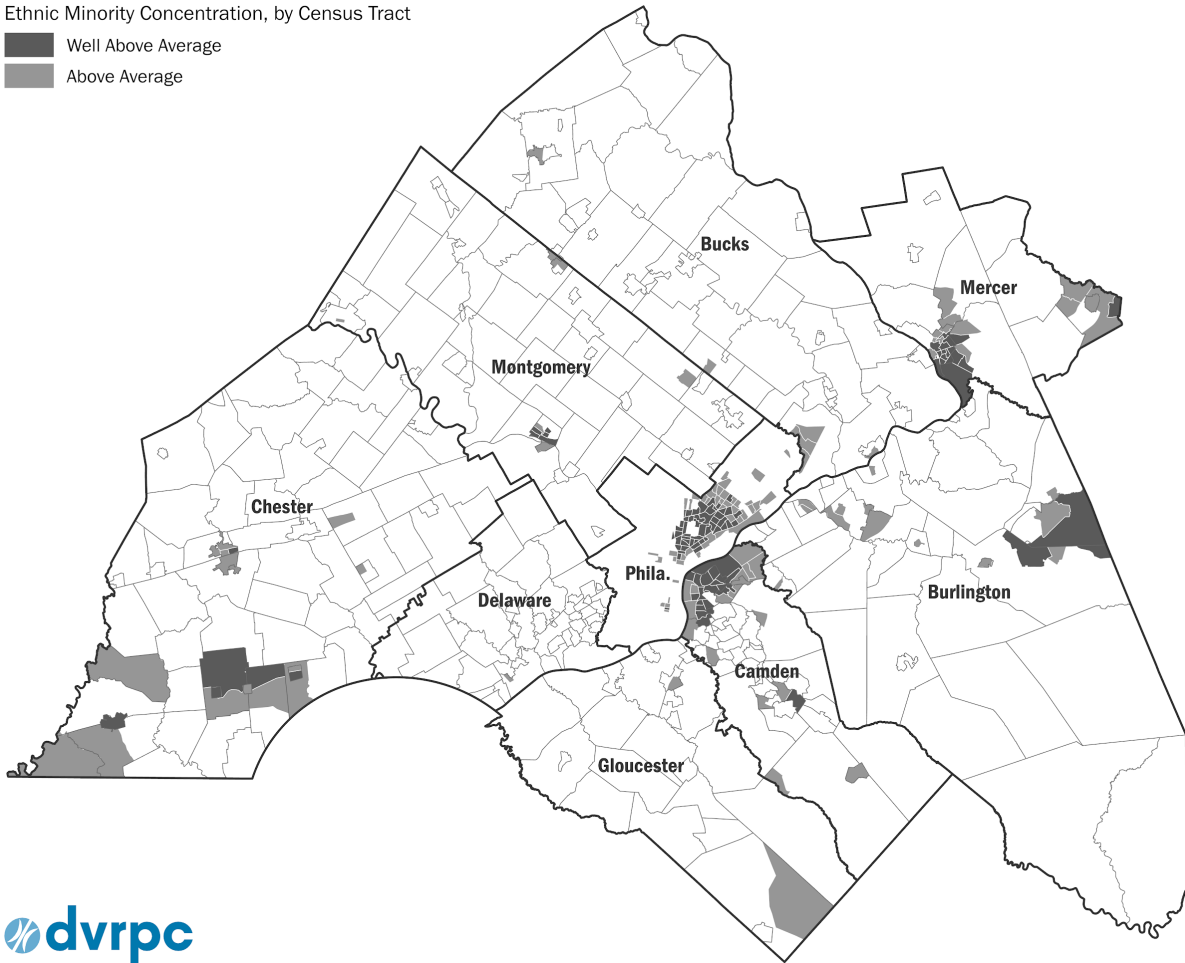 Ethnic Minority Concentration, by Census Tract
Well Above Average
Above Average
Bucks
Mercer
Montgomery
Chester
Phila.
Delaware
Burlington
Camden
Gloucester
dvrpc